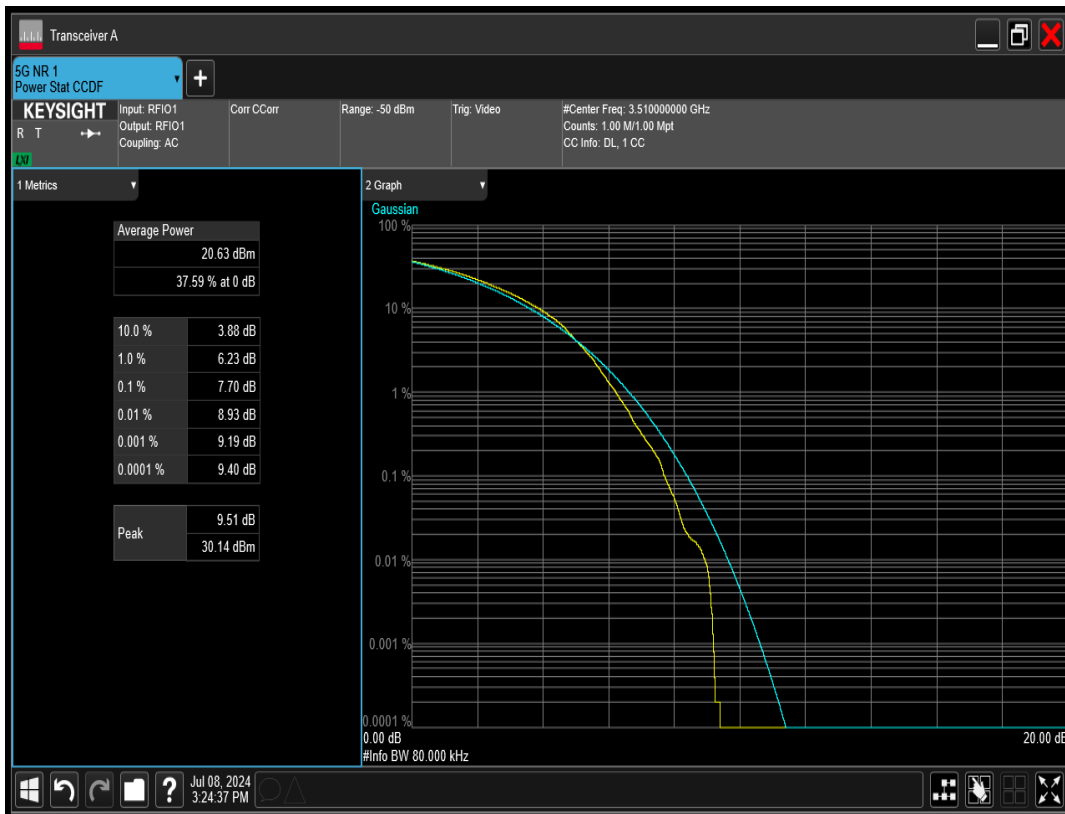 Transceiver A
5G NR 1
Power Stat CCDF
+
KEYSIGHT
R T
LXI
Input: RFIO1
Output: RFIO1
Coupling: AC
Corr CCorr
Range: -50 dBm
Trig: Video
#Center Freq: 3.510000000 GHz
Counts: 1.00 M/1.00 Mpt
CC Info: DL, 1 CC
1 Metrics
Average Power
20.63 dBm
37.59 % at 0 dB
10.0 % 3.88 dB
1.0 % 6.23 dB
0.1 % 7.70 dB
0.01 % 8.93 dB
0.001 % 9.19 dB
0.0001 % 9.40 dB
Peak 9.51 dB
30.14 dBm
2 Graph
Gaussian
100 %
10 %
1 %
0.1 %
0.01 %
0.001 %
0.0001 %
0.00 dB
20.00 dB
#Info BW 80.000 kHz
?
Jul 08, 2024
3:24:37 PM